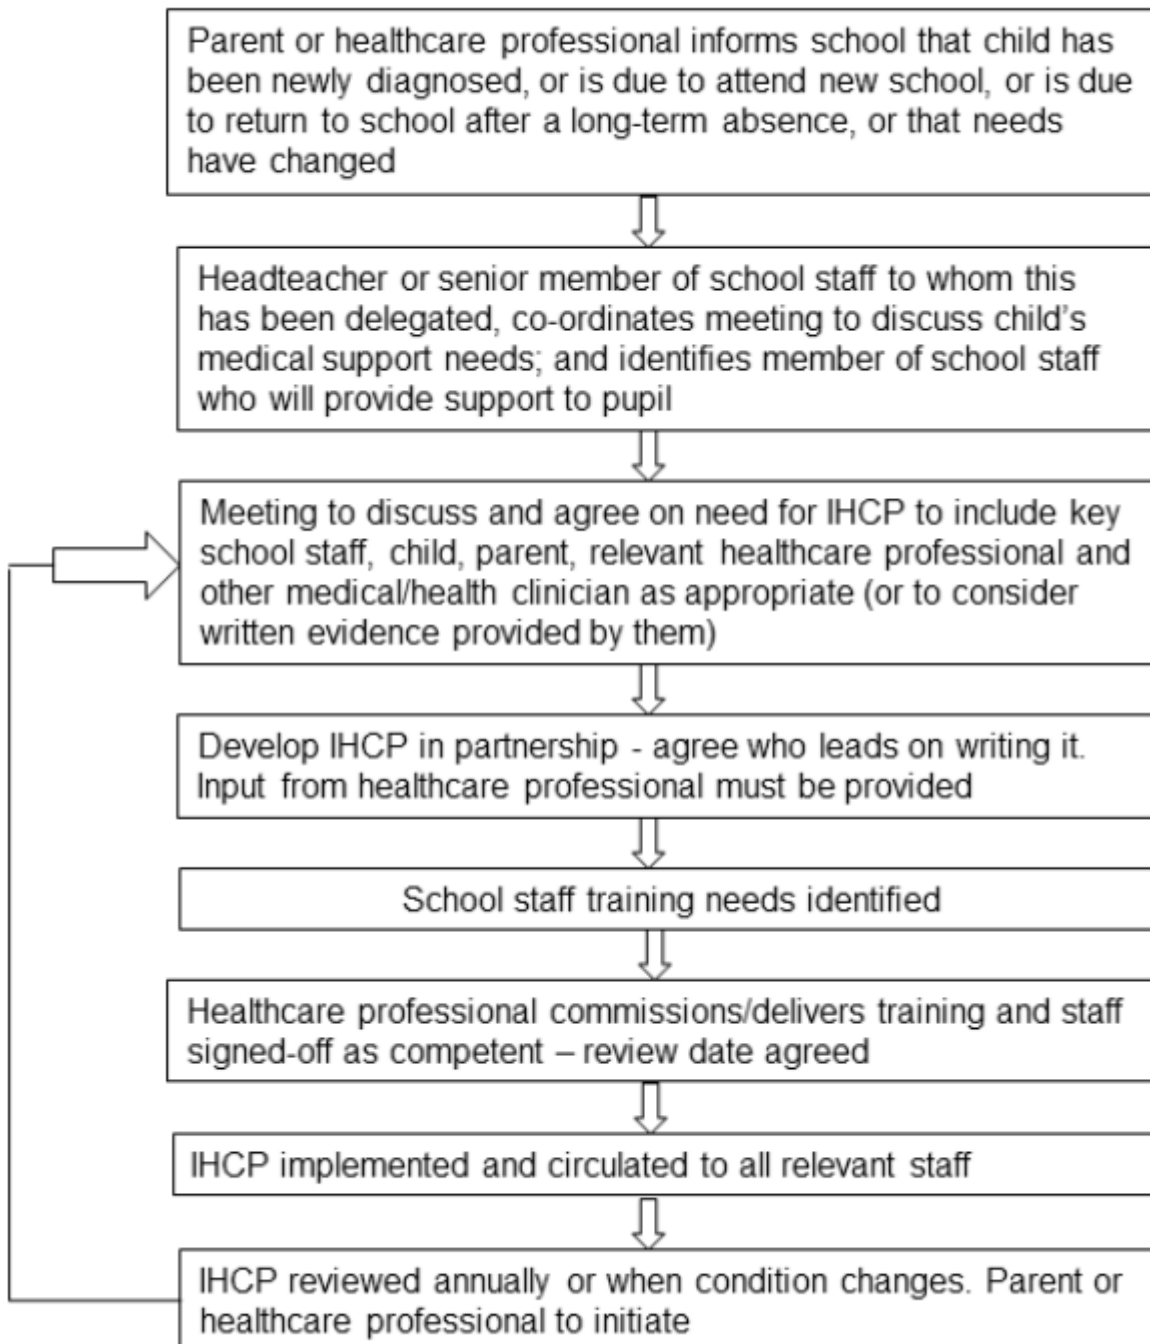 Parent or healthcare professional informs school that child has
been newly diagnosed, or is due to attend new school, or is due
to return to school after a long-term absence, or that needs
have changed
Headteacher or senior member of school staff to whom this
has been delegated, co-ordinates meeting to discuss child’s
medical support needs; and identifies member of school staff
who will provide support to pupil
Meeting to discuss and agree on need for IHCP to include key
school staff, child, parent, relevant healthcare professional and
other medical/health clinician as appropriate (or to consider
written evidence provided by them)
Develop IHCP in partnership - agree who leads on writing it.
Input from healthcare professional must be provided
School staff training needs identified
Healthcare professional commissions/delivers training and staff
signed-off as competent – review date agreed
IHCP implemented and circulated to all relevant staff
IHCP reviewed annually or when condition changes. Parent or
healthcare professional to initiate